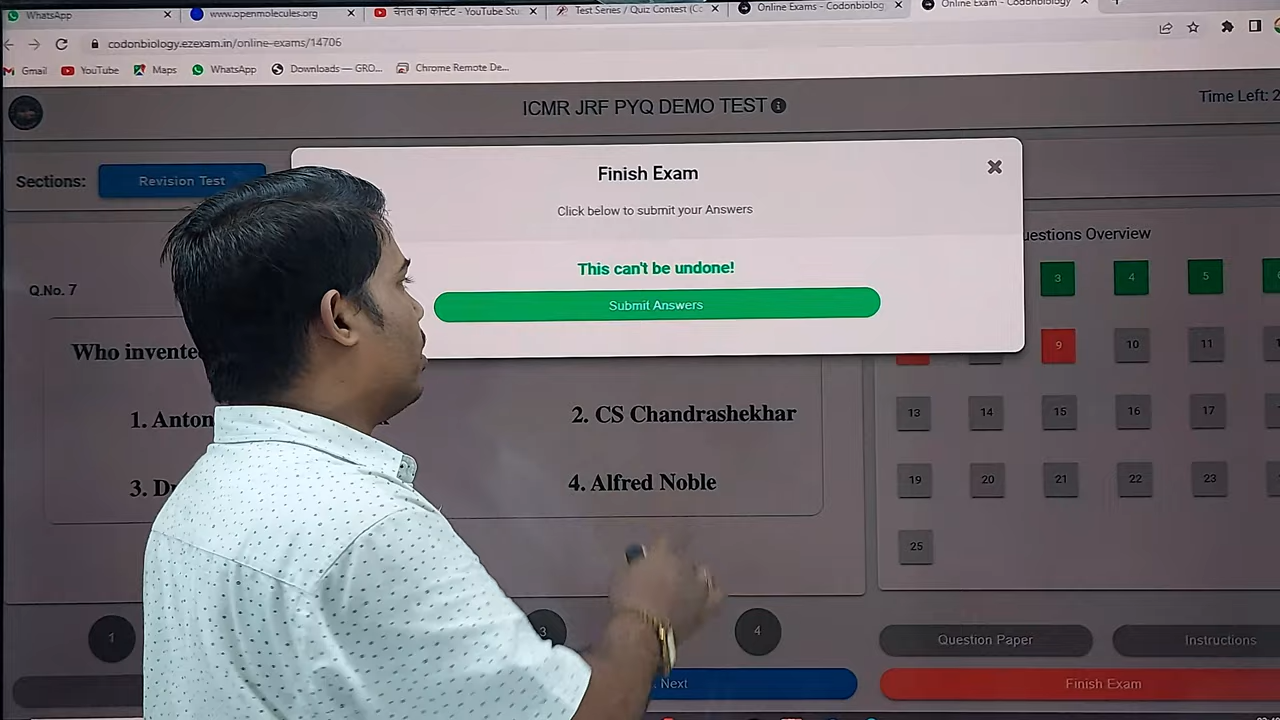 WhatsApp
www.openmolecules.org
चैनल का कॉन्टेंट - YouTube Stu
Test Series / Quiz Contest (Cc
Online Exams - Codonbiolog
Online Exam - Codonbiology
codonbiology.ezexam.in/online-exams/14706
Gmail
YouTube
Maps
WhatsApp
Downloads — GRO...
Chrome Remote De...
ICMR JRF PYQ DEMO TEST
Time Left: 2
Sections:
Revision Test
Finish Exam
Click below to submit your Answers
This can't be undone!
Submit Answers
uestions Overview
3 4 5
9 10 11
13 14 15 16 17
19 20 21 22 23
25
Q.No. 7
Who invente
1. Anton
2. CS Chandrashekhar
3. D
4. Alfred Noble
1
3
4
Question Paper
Instructions
Next
Finish Exam